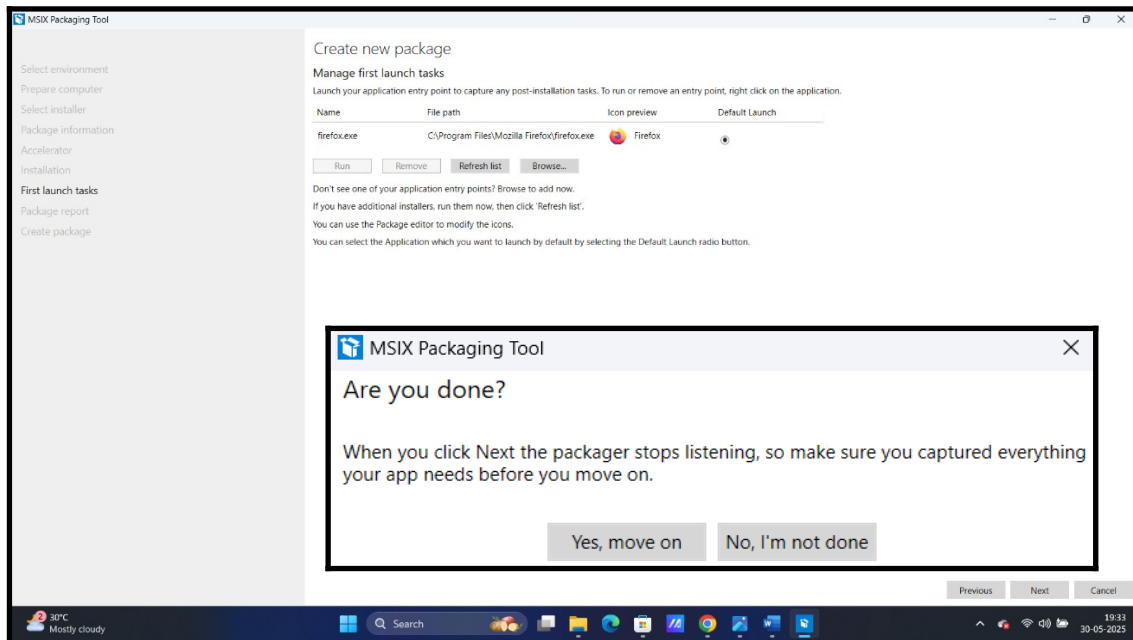 MSIX Packaging Tool
Create new package
Select environment
Prepare computer
Select installer
Package information
Accelerator
Installation
First launch tasks
Package report
Create package
Manage first launch tasks
Launch your application entry point to capture any post-installation tasks. To run or remove an entry point, right click on the application.
Name File path Icon preview Default Launch
firefox.exe C:\Program Files\Mozilla Firefox\firefox.exe Firefox
Run Remove Refresh list Browse...
Don't see one of your application entry points? Browse to add now.
If you have additional installers, run them now, then click 'Refresh list'.
You can use the Package editor to modify the icons.
You can select the Application which you want to launch by default by selecting the Default Launch radio button.
MSIX Packaging Tool
Are you done?
When you click Next the packager stops listening, so make sure you captured everything
your app needs before you move on.
Yes, move on No, I'm not done
Previous Next Cancel
2
30°C
Mostly cloudy
Search
19:33
30-05-2025